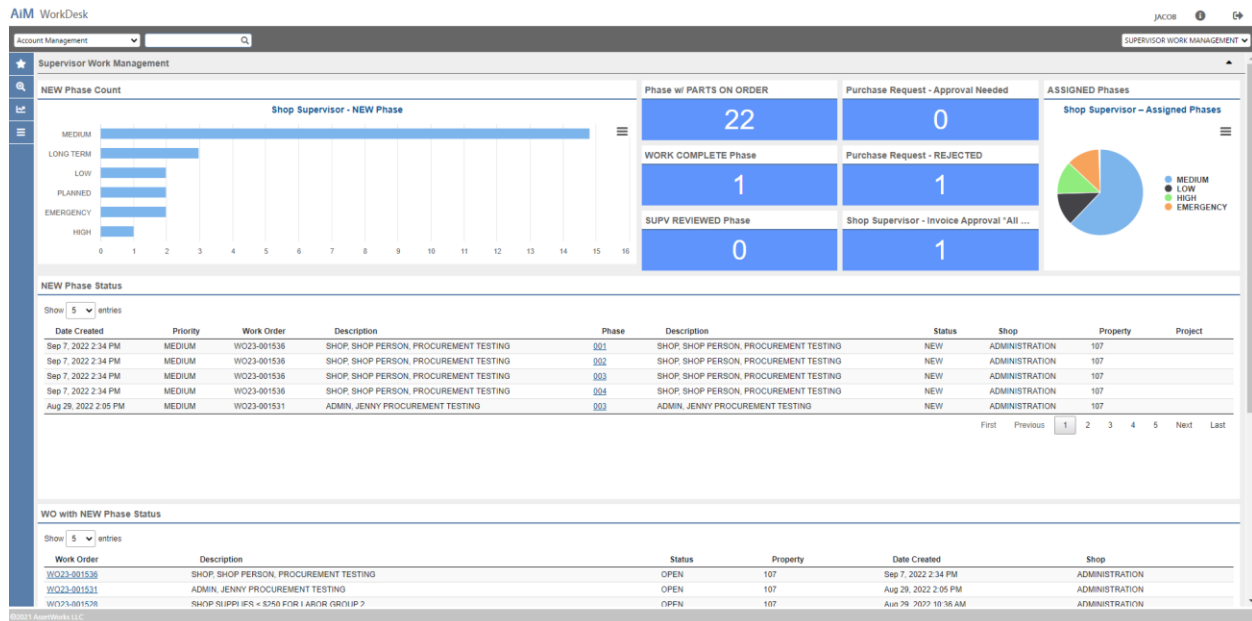 AiM WorkDesk
JACOB
Account Management
SUPERVISOR WORK MANAGEMENT
Supervisor Work Management
NEW Phase Count
Shop Supervisor - NEW Phase
MEDIUM
LONG TERM
LOW
PLANNED
EMERGENCY
HIGH
0 1 2 3 4 5 6 7 8 9 10 11 12 13 14 15 16
Phase w/ PARTS ON ORDER
22
Purchase Request - Approval Needed
0
WORK COMPLETE Phase
1
Purchase Request - REJECTED
1
SUPV REVIEWED Phase
0
Shop Supervisor - Invoice Approval "All ...
1
ASSIGNED Phases
Shop Supervisor – Assigned Phases
MEDIUM
LOW
HIGH
EMERGENCY
NEW Phase Status
Show 5 entries
Date Created Priority Work Order Description Phase Description Status Shop Property Project
Sep 7, 2022 2:34 PM MEDIUM WO23-001536 SHOP, SHOP PERSON, PROCUREMENT TESTING 001 SHOP, SHOP PERSON, PROCUREMENT TESTING NEW ADMINISTRATION 107
Sep 7, 2022 2:34 PM MEDIUM WO23-001536 SHOP, SHOP PERSON, PROCUREMENT TESTING 002 SHOP, SHOP PERSON, PROCUREMENT TESTING NEW ADMINISTRATION 107
Sep 7, 2022 2:34 PM MEDIUM WO23-001536 SHOP, SHOP PERSON, PROCUREMENT TESTING 003 SHOP, SHOP PERSON, PROCUREMENT TESTING NEW ADMINISTRATION 107
Sep 7, 2022 2:34 PM MEDIUM WO23-001536 SHOP, SHOP PERSON, PROCUREMENT TESTING 004 SHOP, SHOP PERSON, PROCUREMENT TESTING NEW ADMINISTRATION 107
Aug 29, 2022 2:05 PM MEDIUM WO23-001531 ADMIN, JENNY PROCUREMENT TESTING 003 ADMIN, JENNY PROCUREMENT TESTING NEW ADMINISTRATION 107
First Previous 1 2 3 4 5 Next Last
WO with NEW Phase Status
Show 5 entries
Work Order Description Status Property Date Created Shop
WO23-001536 SHOP, SHOP PERSON, PROCUREMENT TESTING OPEN 107 Sep 7, 2022 2:34 PM ADMINISTRATION
WO23-001531 ADMIN, JENNY PROCUREMENT TESTING OPEN 107 Aug 29, 2022 2:05 PM ADMINISTRATION
WO23-001528 SHOP SUPPLIES < $250 FOR LABOR GROUP 2 OPEN 107 Aug 29, 2022 10:36 AM ADMINISTRATION
©2021 AssetWorks LLC